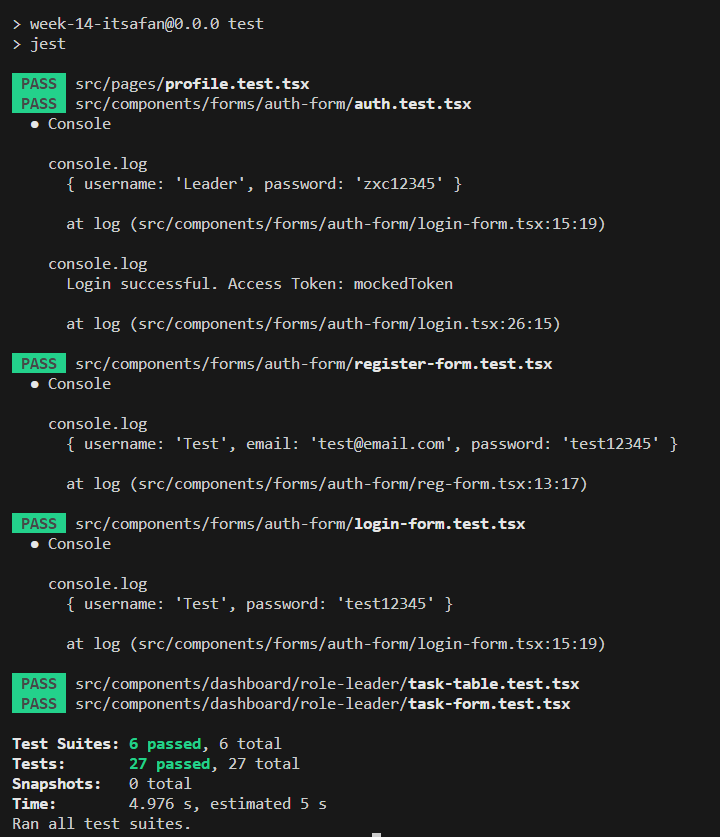 > week-14-itsafan@0.0.0 test
> jest
PASS src/pages/profile.test.tsx
PASS src/components/forms/auth-form/auth.test.tsx
● Console
console.log
{ username: 'Leader', password: 'zxc12345' }
at log (src/components/forms/auth-form/login-form.tsx:15:19)
console.log
Login successful. Access Token: mockedToken
at log (src/components/forms/auth-form/login.tsx:26:15)
PASS src/components/forms/auth-form/register-form.test.tsx
● Console
console.log
{ username: 'Test', email: 'test@email.com', password: 'test12345' }
at log (src/components/forms/auth-form/reg-form.tsx:13:17)
PASS src/components/forms/auth-form/login-form.test.tsx
● Console
console.log
{ username: 'Test', password: 'test12345' }
at log (src/components/forms/auth-form/login-form.tsx:15:19)
PASS src/components/dashboard/role-leader/task-table.test.tsx
PASS src/components/dashboard/role-leader/task-form.test.tsx
Test Suites: 6 passed, 6 total
Tests: 27 passed, 27 total
Snapshots: 0 total
Time: 4.976 s, estimated 5 s
Ran all test suites.